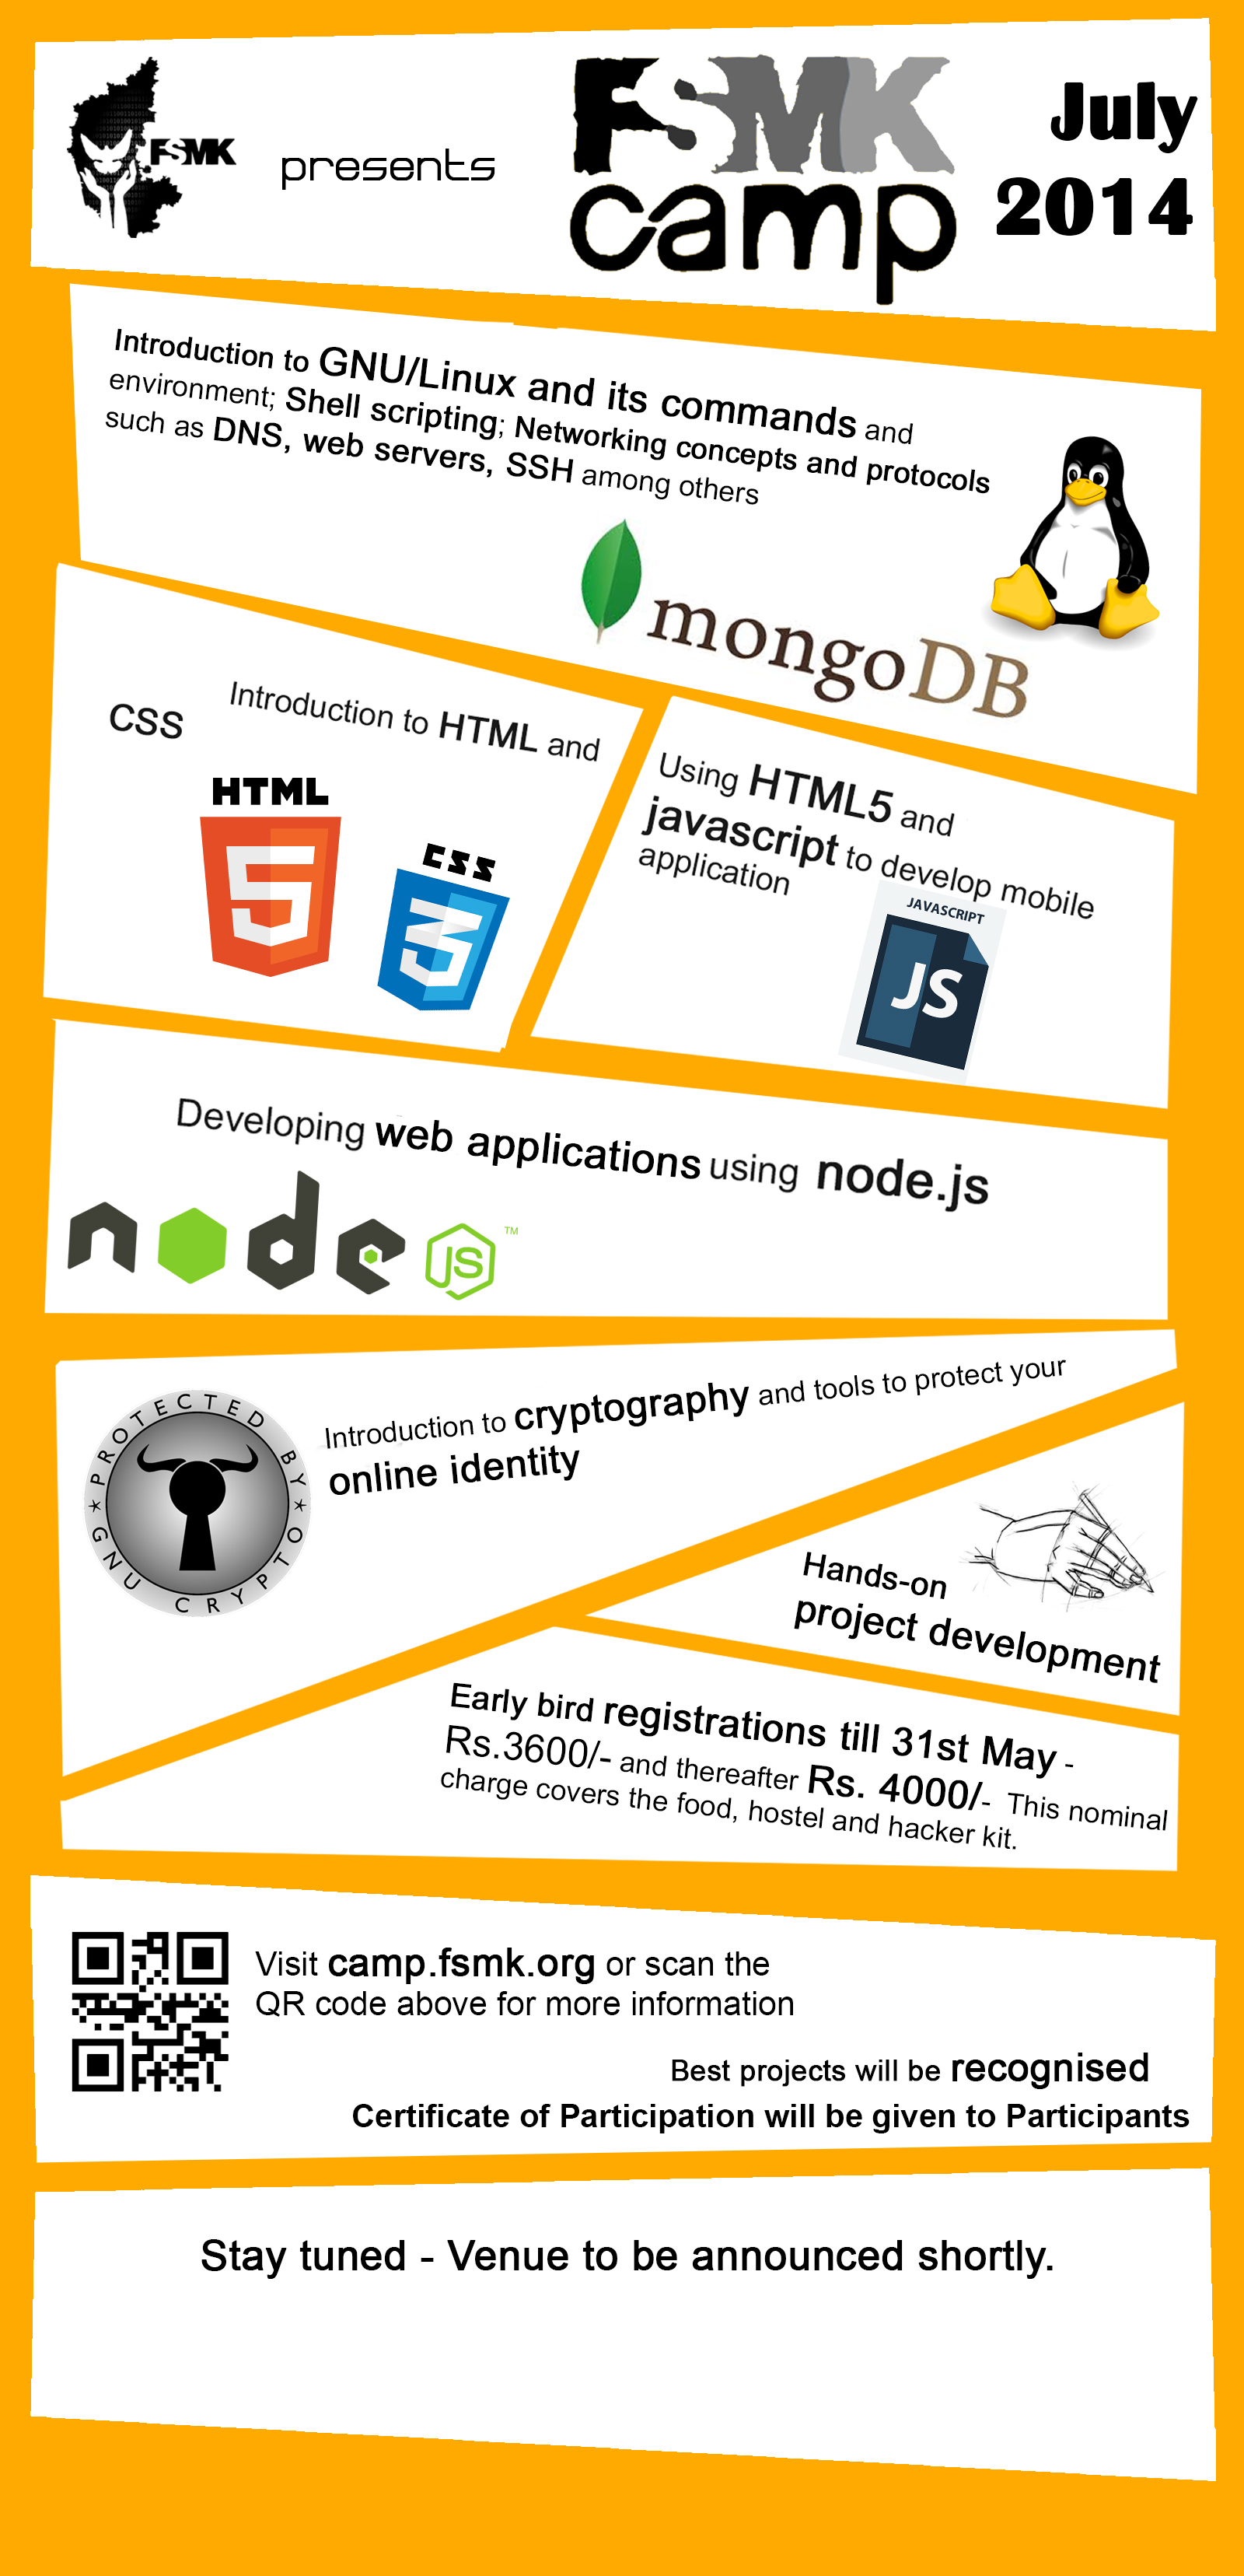 FSMK
presents
FSMK
camp
July
2014
Introduction to GNU/Linux and its commands and
environment; Shell scripting; Networking concepts and protocols
such as DNS, web servers, SSH among others
mongoDB
Introduction to HTML and
CSS
HTML
5
CSS
3
Using HTML5 and
javascript to develop mobile
application
JAVASCRIPT
JS
Developing web applications using node.js
node
JS
TM
PROTECTED BY
GNU CRYPTO
Introduction to cryptography and tools to protect your
online identity
Hands-on
project development
Early bird registrations till 31st May -
Rs.3600/- and thereafter Rs. 4000/- This nominal
charge covers the food, hostel and hacker kit.
Visit camp.fsmk.org or scan the
QR code above for more information
Best projects will be recognised
Certificate of Participation will be given to Participants
Stay tuned - Venue to be announced shortly.